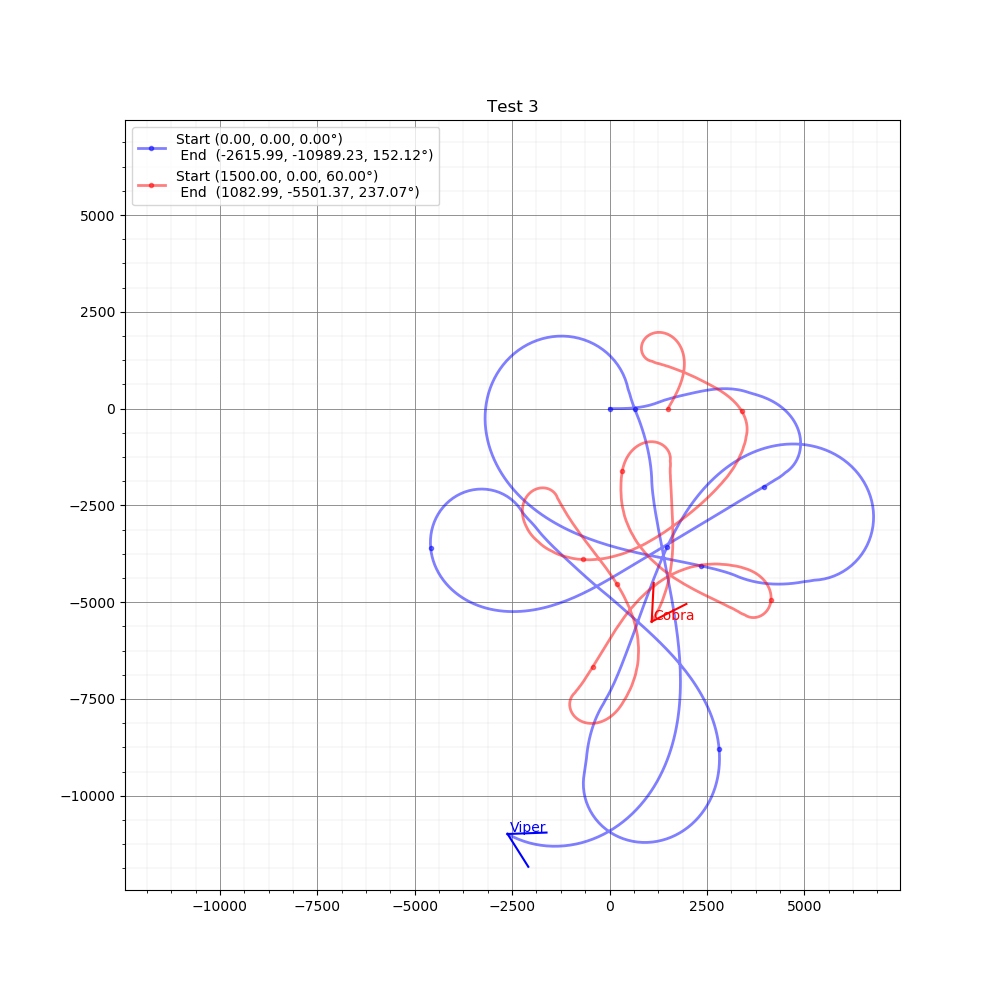 Test 3
Start (0.00, 0.00, 0.00°)
End (-2615.99, -10989.23, 152.12°)
Start (1500.00, 0.00, 60.00°)
End (1082.99, -5501.37, 237.07°)
5000
2500
0
−2500
−5000
−7500
−10000
Cobra
Viper
−10000 −7500 −5000 −2500 0 2500 5000